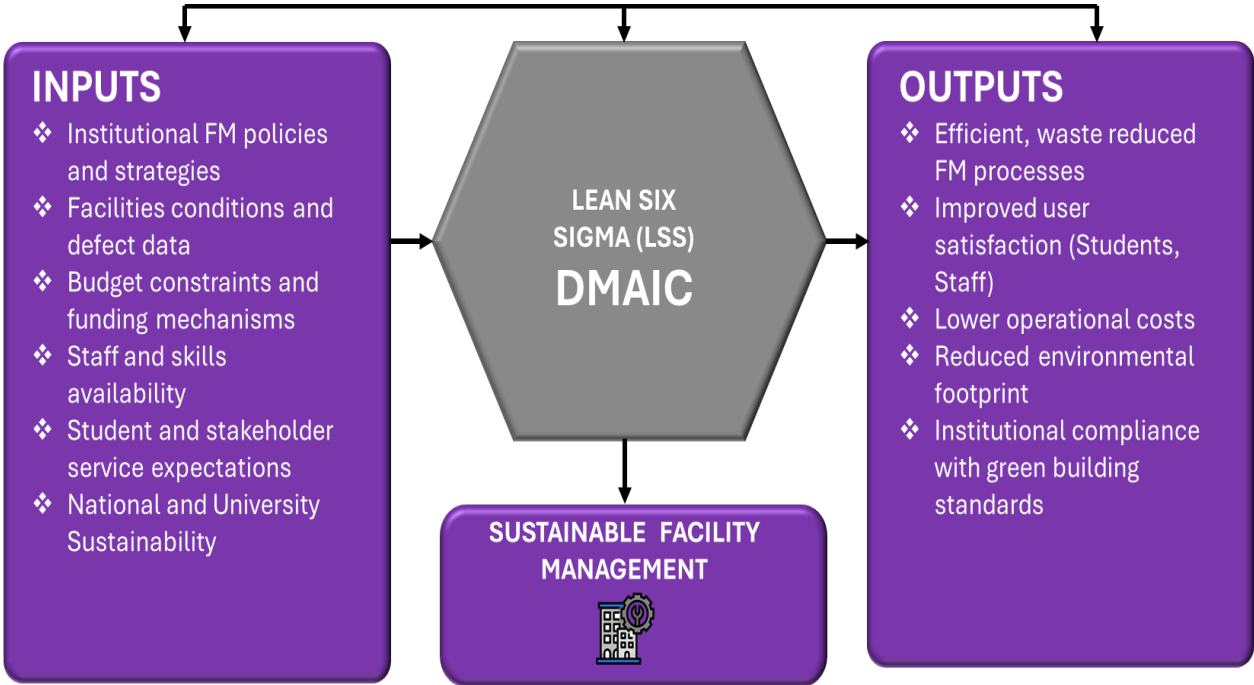 INPUTS
❖ Institutional FM policies
and strategies
❖ Facilities conditions and
defect data
❖ Budget constraints and
funding mechanisms
❖ Staff and skills
availability
❖ Student and stakeholder
service expectations
❖ National and University
Sustainability
LEAN SIX
SIGMA (LSS)
DMAIC
SUSTAINABLE FACILITY
MANAGEMENT
OUTPUTS
❖ Efficient, waste reduced
FM processes
❖ Improved user
satisfaction (Students,
Staff)
❖ Lower operational costs
❖ Reduced environmental
footprint
❖ Institutional compliance
with green building
standards